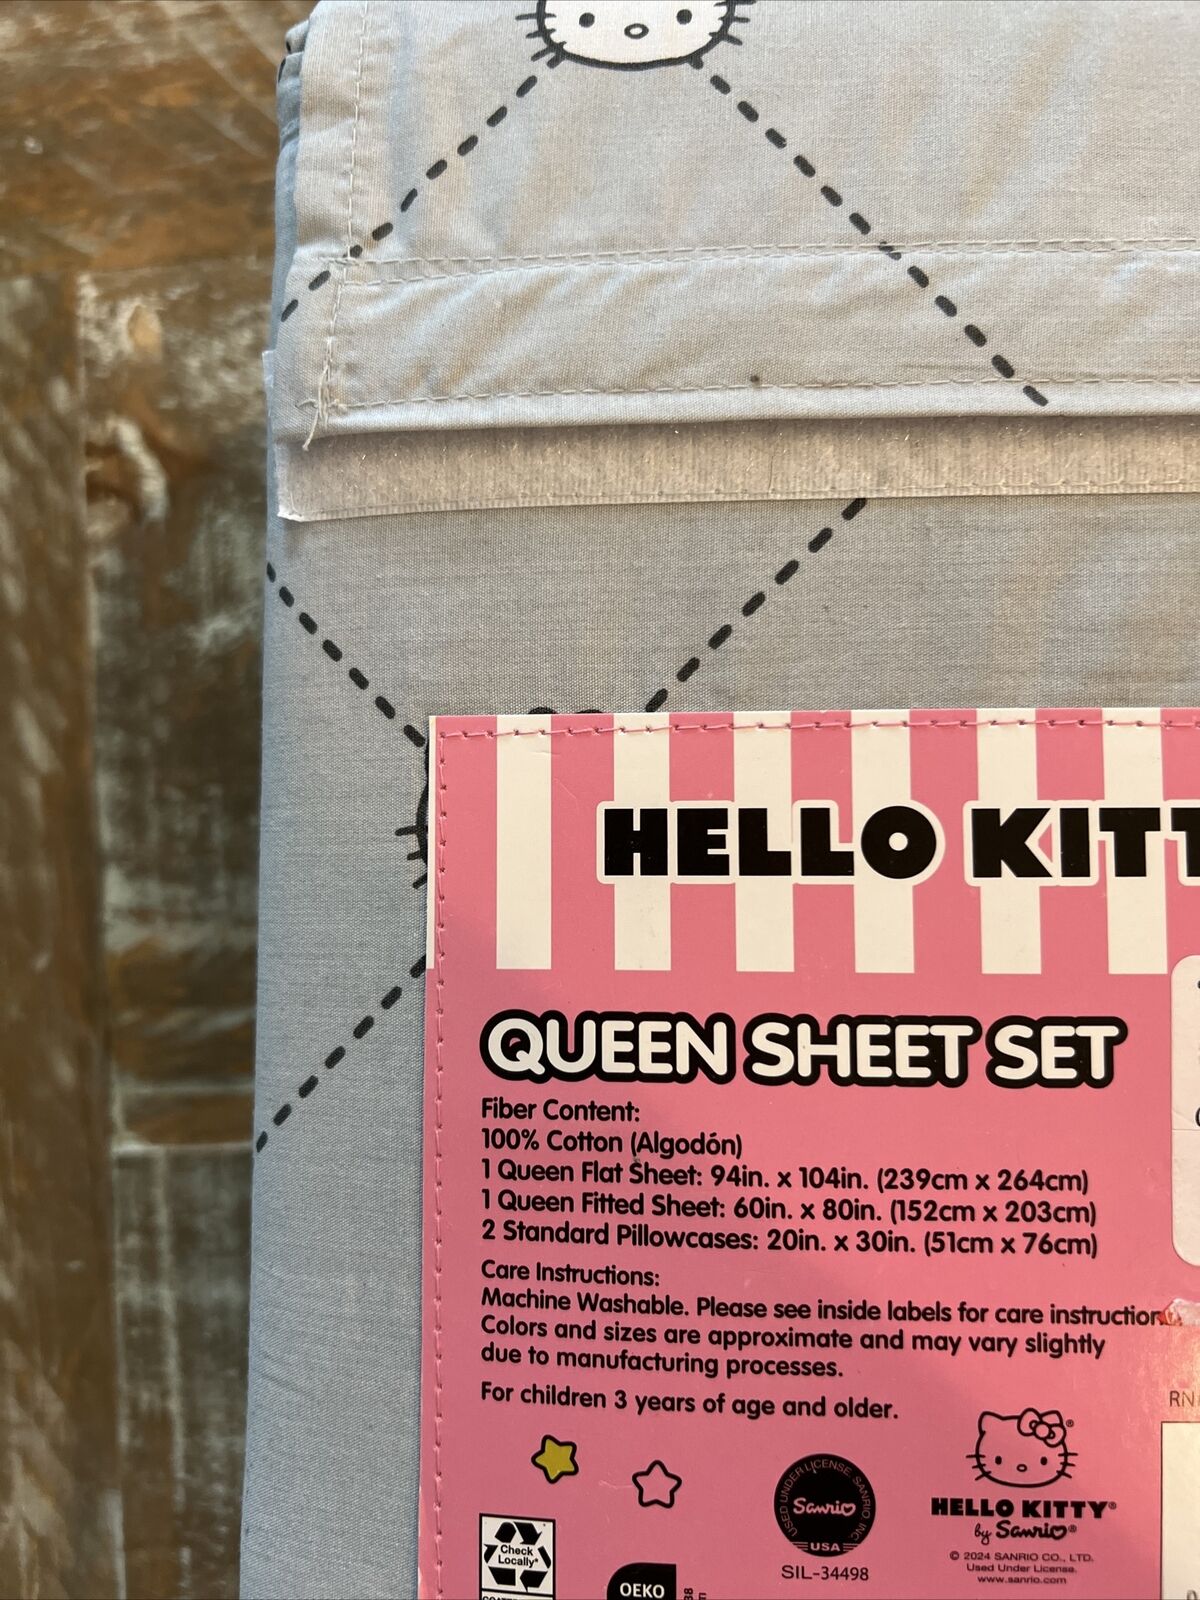 HELLO KITT
QUEEN SHEET SET
Fiber Content:
100% Cotton (Algodón)
1 Queen Flat Sheet: 94in. x 104in. (239cm x 264cm)
1 Queen Fitted Sheet: 60in. x 80in. (152cm x 203cm)
2 Standard Pillowcases: 20in. x 30in. (51cm x 76cm)
Care Instructions:
Machine Washable. Please see inside labels for care instruction
Colors and sizes are approximate and may vary slightly
due to manufacturing processes.
For children 3 years of age and older.
RN
USED UNDER LICENSE. SANRIO INC.
Sanrio
USA
SIL-34498
HELLO KITTY®
by Sanrio®
© 2024 SANRIO CO., LTD.
Used Under License.
www.sanrio.com
Check
Locally*
OEKO